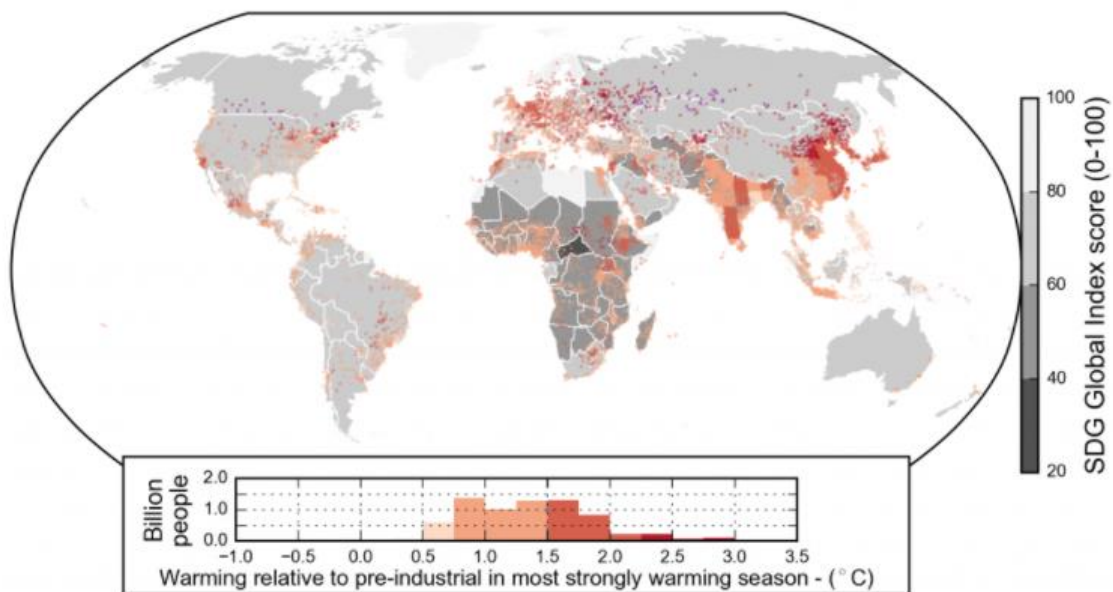 100
80
60
40
20
SDG Global Index score (0-100)
Billion
people
2.0
1.0
0.0
−1.0 −0.5 0.0 0.5 1.0 1.5 2.0 2.5 3.0 3.5
Warming relative to pre-industrial in most strongly warming season - (°C)